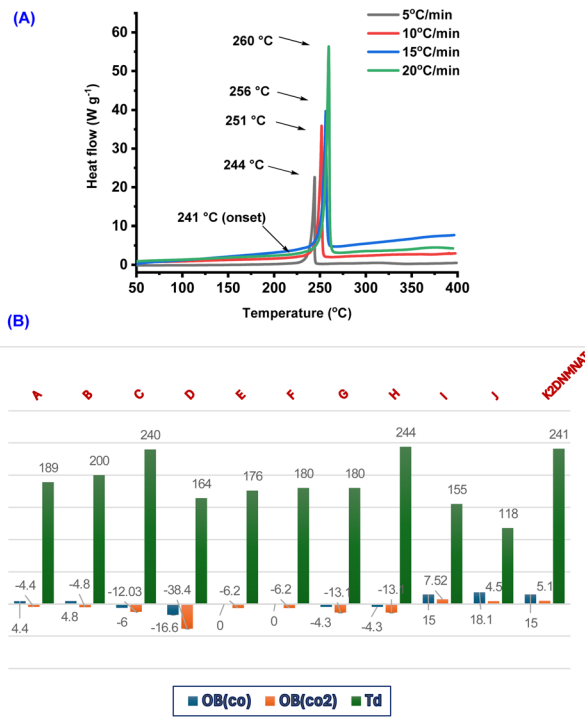 (A)
5°C/min
10°C/min
15°C/min
20°C/min
260 °C
256 °C
251 °C
244 °C
241 °C (onset)
Heat flow (W g-1)
60
50
40
30
20
10
0
50 100 150 200 250 300 350 400
Temperature (°C)
(B)
A B C D E F G H I J K2DNMNAT
189 200 240 164 176 180 180 244 155 118 241
-4.4 -4.8 -12.03 -38.4 -6.2 -6.2 -13.1 -13.1 7.52 4.5 5.1
4.4 4.8 -6 -16.6 0 0 -4.3 -4.3 15 18.1 15
OB(co) OB(co2) Td